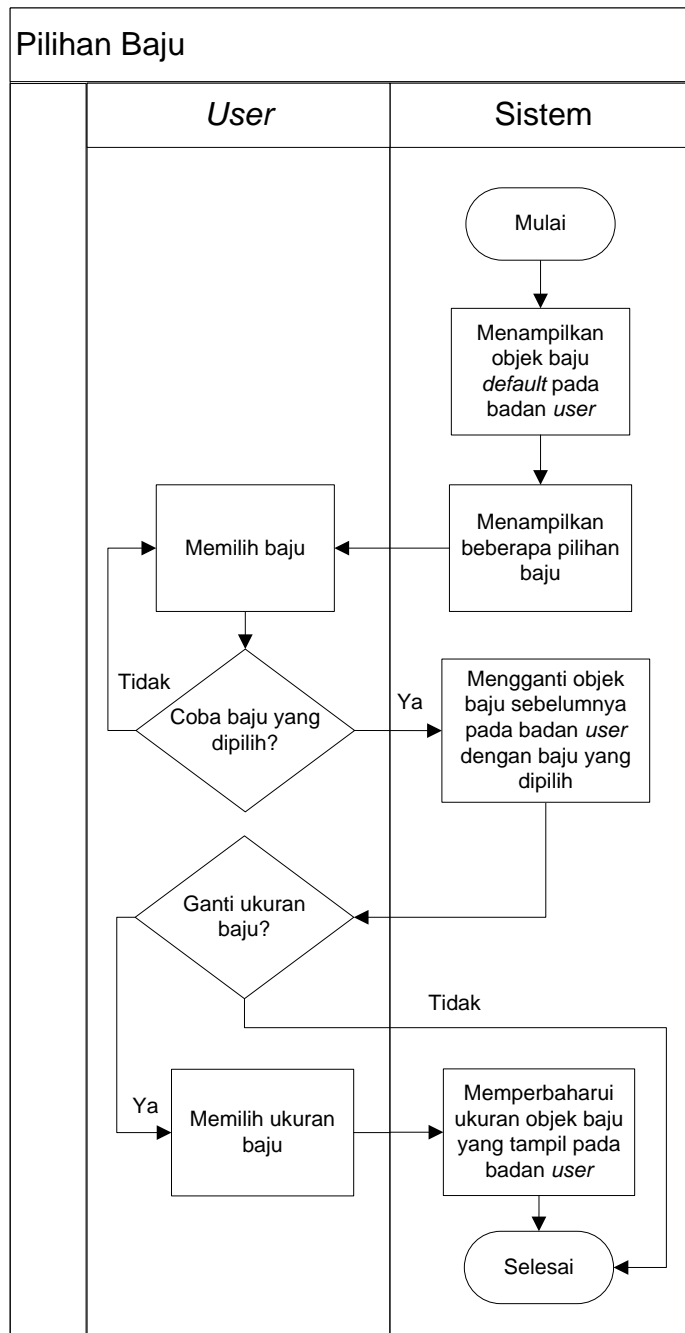 Pilihan Baju
User
Sistem
Mulai
Menampilkan
objek baju
default pada
badan user
Menampilkan
beberapa pilihan
baju
Memilih baju
Tidak
Coba baju yang
dipilih?
Ya
Mengganti objek
baju sebelumnya
pada badan user
dengan baju yang
dipilih
Ganti ukuran
baju?
Tidak
Ya
Memilih ukuran
baju
Memperbaharui
ukuran objek baju
yang tampil pada
badan user
Selesai